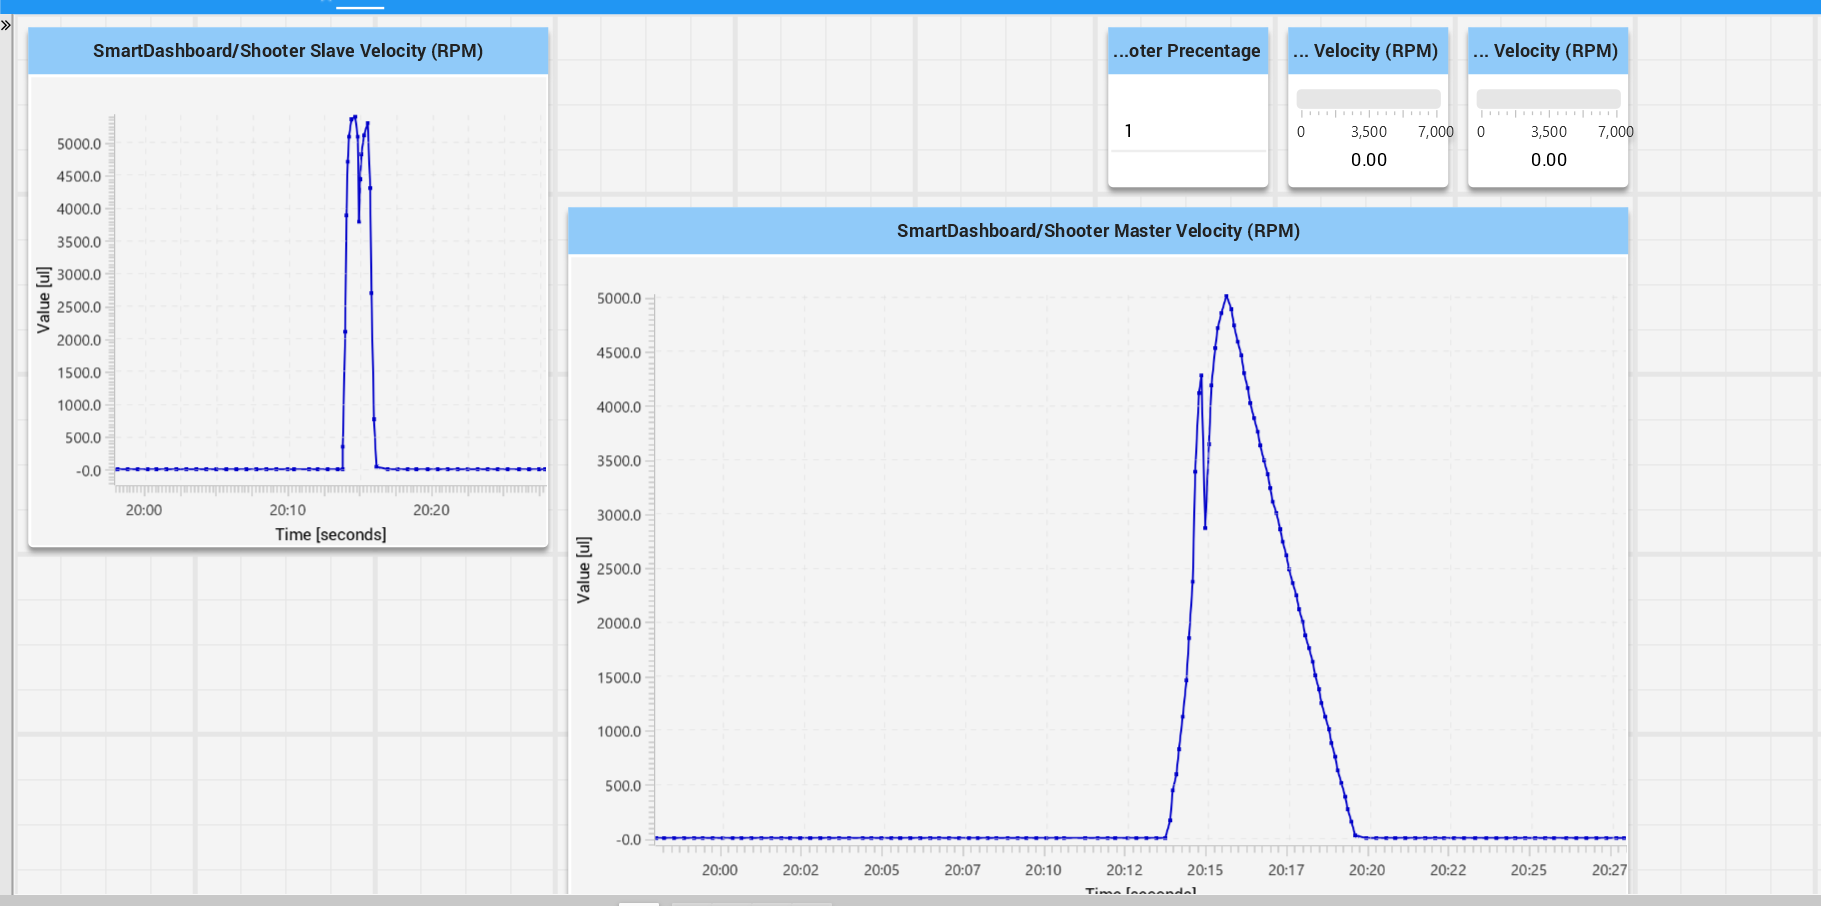 »
SmartDashboard/Shooter Slave Velocity (RPM)
5000.0
4500.0
4000.0
3500.0
3000.0
2500.0
2000.0
1500.0
1000.0
500.0
-0.0
Value [ul]
20:00 20:10 20:20
Time [seconds]
...oter Precentage
1
... Velocity (RPM)
0 3,500 7,000
0.00
... Velocity (RPM)
0 3,500 7,000
0.00
SmartDashboard/Shooter Master Velocity (RPM)
5000.0
4500.0
4000.0
3500.0
3000.0
2500.0
2000.0
1500.0
1000.0
500.0
-0.0
Value [ul]
20:00 20:02 20:05 20:07 20:10 20:12 20:15 20:17 20:20 20:22 20:25 20:27
Time [seconds]